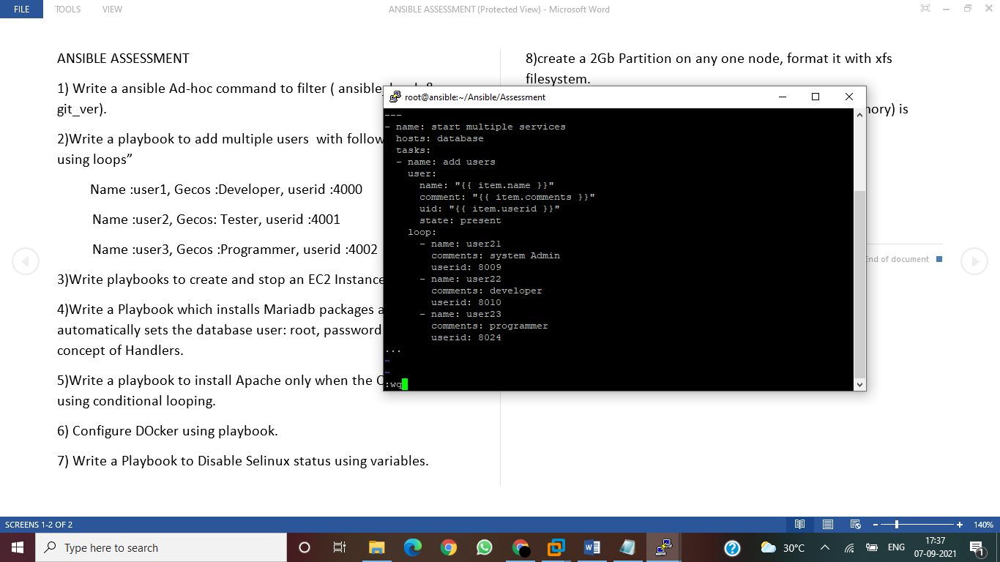 FILE TOOLS VIEW ANSIBLE ASSESSMENT (Protected View) - Microsoft Word
ANSIBLE ASSESSMENT
1) Write a ansible Ad-hoc command to filter ( ansible_
git_ver).
2)Write a playbook to add multiple users with follow
using loops”
Name :user1, Gecos :Developer, userid :4000
Name :user2, Gecos: Tester, userid :4001
Name :user3, Gecos :Programmer, userid :4002
3)Write playbooks to create and stop an EC2 Instance
4)Write a Playbook which installs Mariadb packages a
automatically sets the database user: root, password
concept of Handlers.
5)Write a playbook to install Apache only when the
using conditional looping.
6) Configure DOcker using playbook.
7) Write a Playbook to Disable Selinux status using variables.
8)create a 2Gb Partition on any one node, format it with xfs
filesystem.
nory) is
End of document
root@ansible:~/Ansible/Assessment
---
- name: start multiple services
hosts: database
tasks:
- name: add users
user:
name: "{{ item.name }}"
comment: "{{ item.comments }}"
uid: "{{ item.userid }}"
state: present
loop:
- name: user21
comments: system Admin
userid: 8009
- name: user22
comments: developer
userid: 8010
- name: user23
comments: programmer
userid: 8024
...
~
~
:wq
SCREENS 1-2 OF 2 140%
Type here to search
30°C ENG 17:37
07-09-2021
1